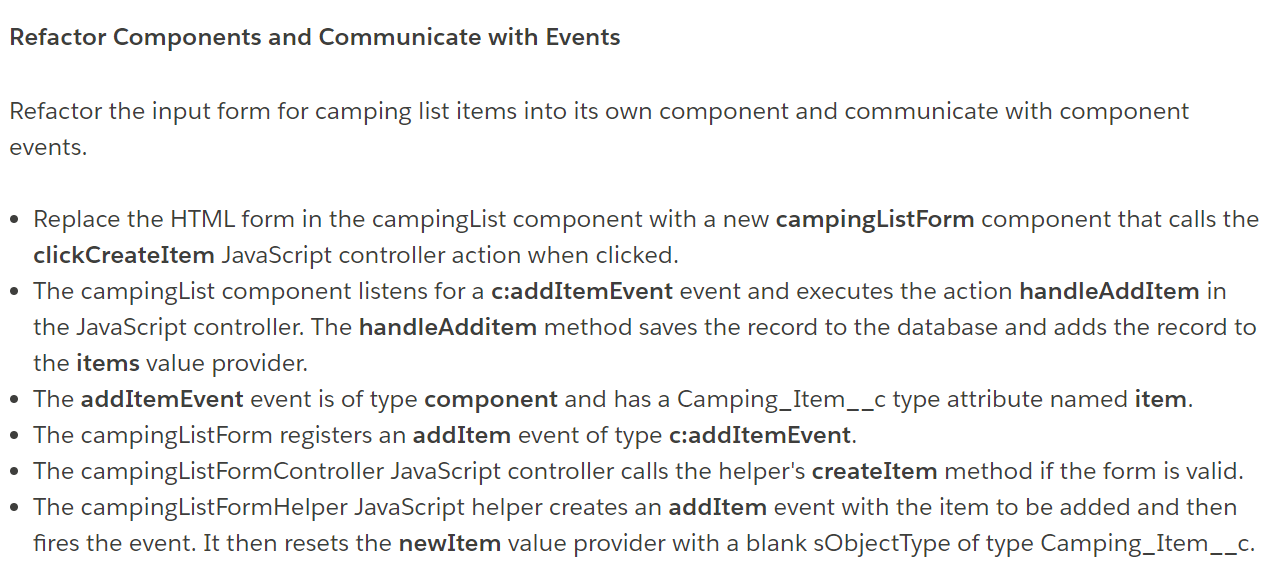 Refactor Components and Communicate with Events
Refactor the input form for camping list items into its own component and communicate with component
events.
• Replace the HTML form in the campingList component with a new campingListForm component that calls the
clickCreateItem JavaScript controller action when clicked.
• The campingList component listens for a c:addItemEvent event and executes the action handleAddItem in
the JavaScript controller. The handleAdditem method saves the record to the database and adds the record to
the items value provider.
• The addItemEvent event is of type component and has a Camping_Item__c type attribute named item.
• The campingListForm registers an addItem event of type c:addItemEvent.
• The campingListFormController JavaScript controller calls the helper's createItem method if the form is valid.
• The campingListFormHelper JavaScript helper creates an addItem event with the item to be added and then
fires the event. It then resets the newItem value provider with a blank sObjectType of type Camping_Item__c.